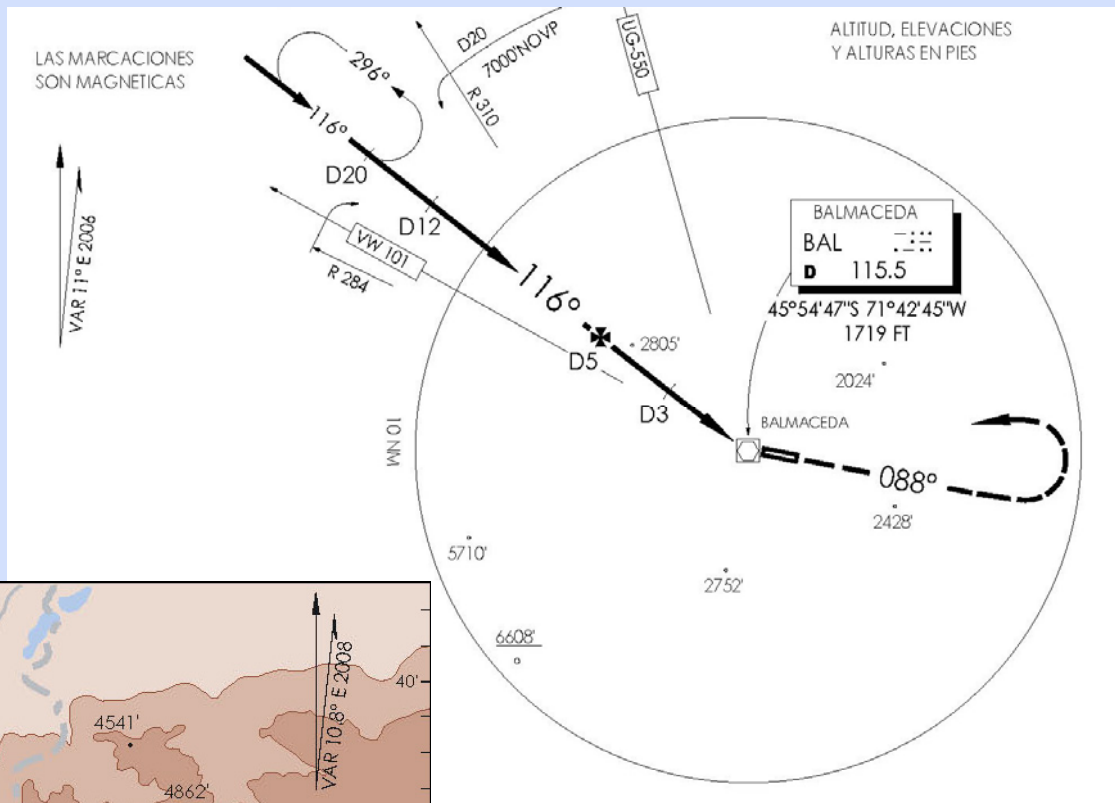 LAS MARCACIONES
SON MAGNETICAS
ALTITUD, ELEVACIONES
Y ALTURAS EN PIES
D20
7000'NOVP
R 310
UG-550
296°
116°
D20
D12
VAR 11° E 2006
VW 101
R 284
116°
D5
2805'
D3
BALMACEDA
BAL
D 115.5
45°54'47"S 71°42'45"W
1719 FT
2024'
BALMACEDA
10 NM
088°
2428'
5710'
2752'
6608'
VAR 10.8° E 2008
40'
4541'
4862'